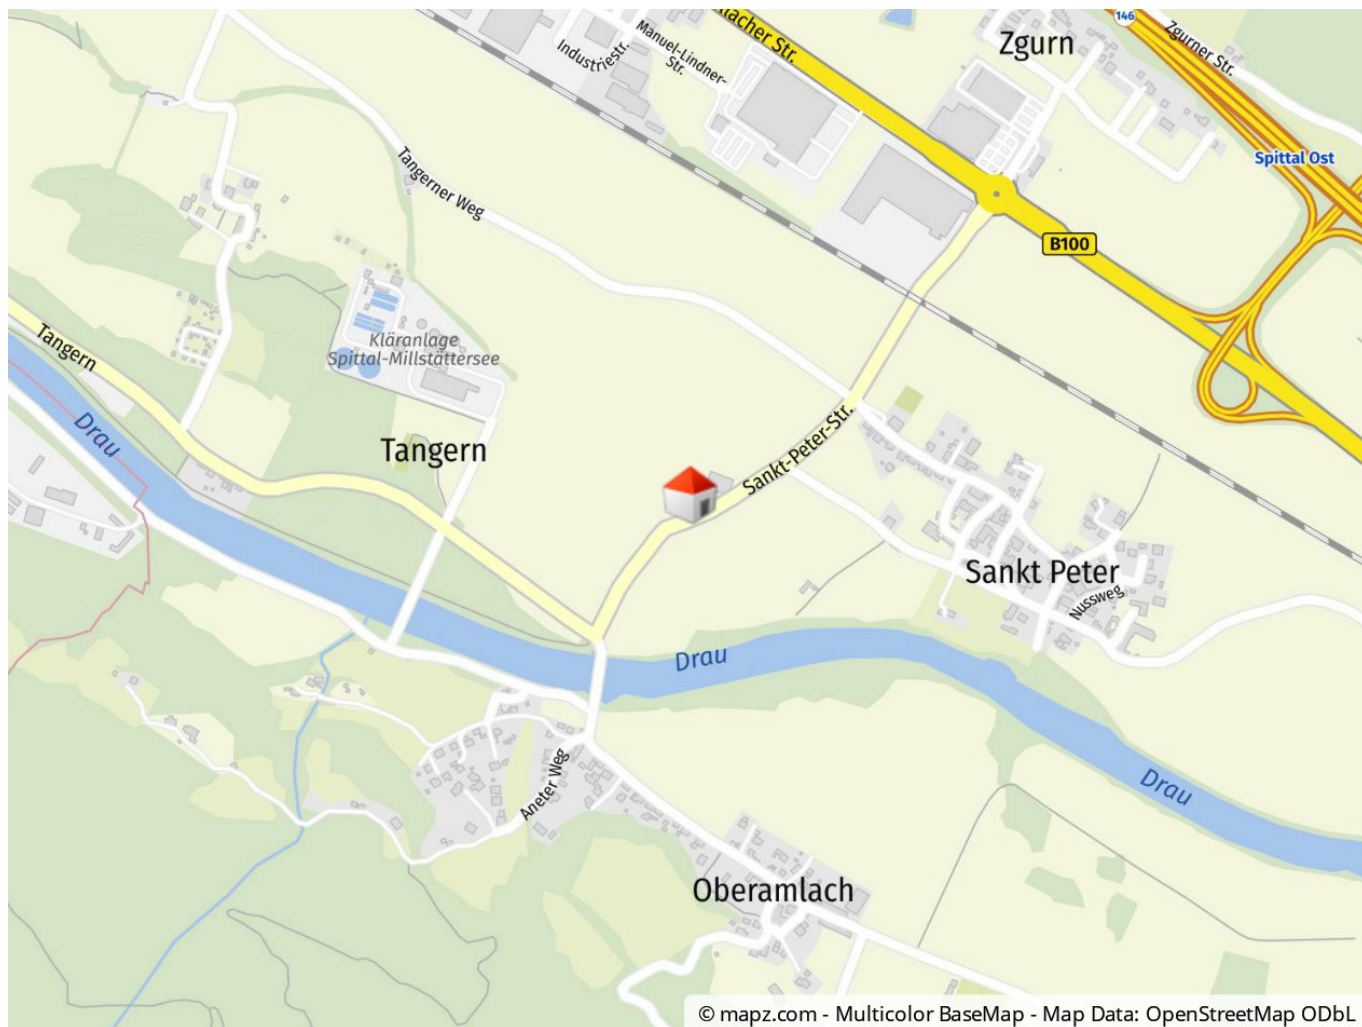 lacher Str.
146
Zgurner Str.
Manuel-Lindner-
Str.
Industriestr.
Zgurn
Spittal Ost
Tangerner Weg
B100
Tangern
Kläranlage
Spittal-Millstättersee
Drau
Tangern
Sankt-Peter-Str.
Sankt Peter
Nussweg
Drau
Aneter Weg
Drau
Oberamlach
© mapz.com - Multicolor BaseMap - Map Data: OpenStreetMap ODbL